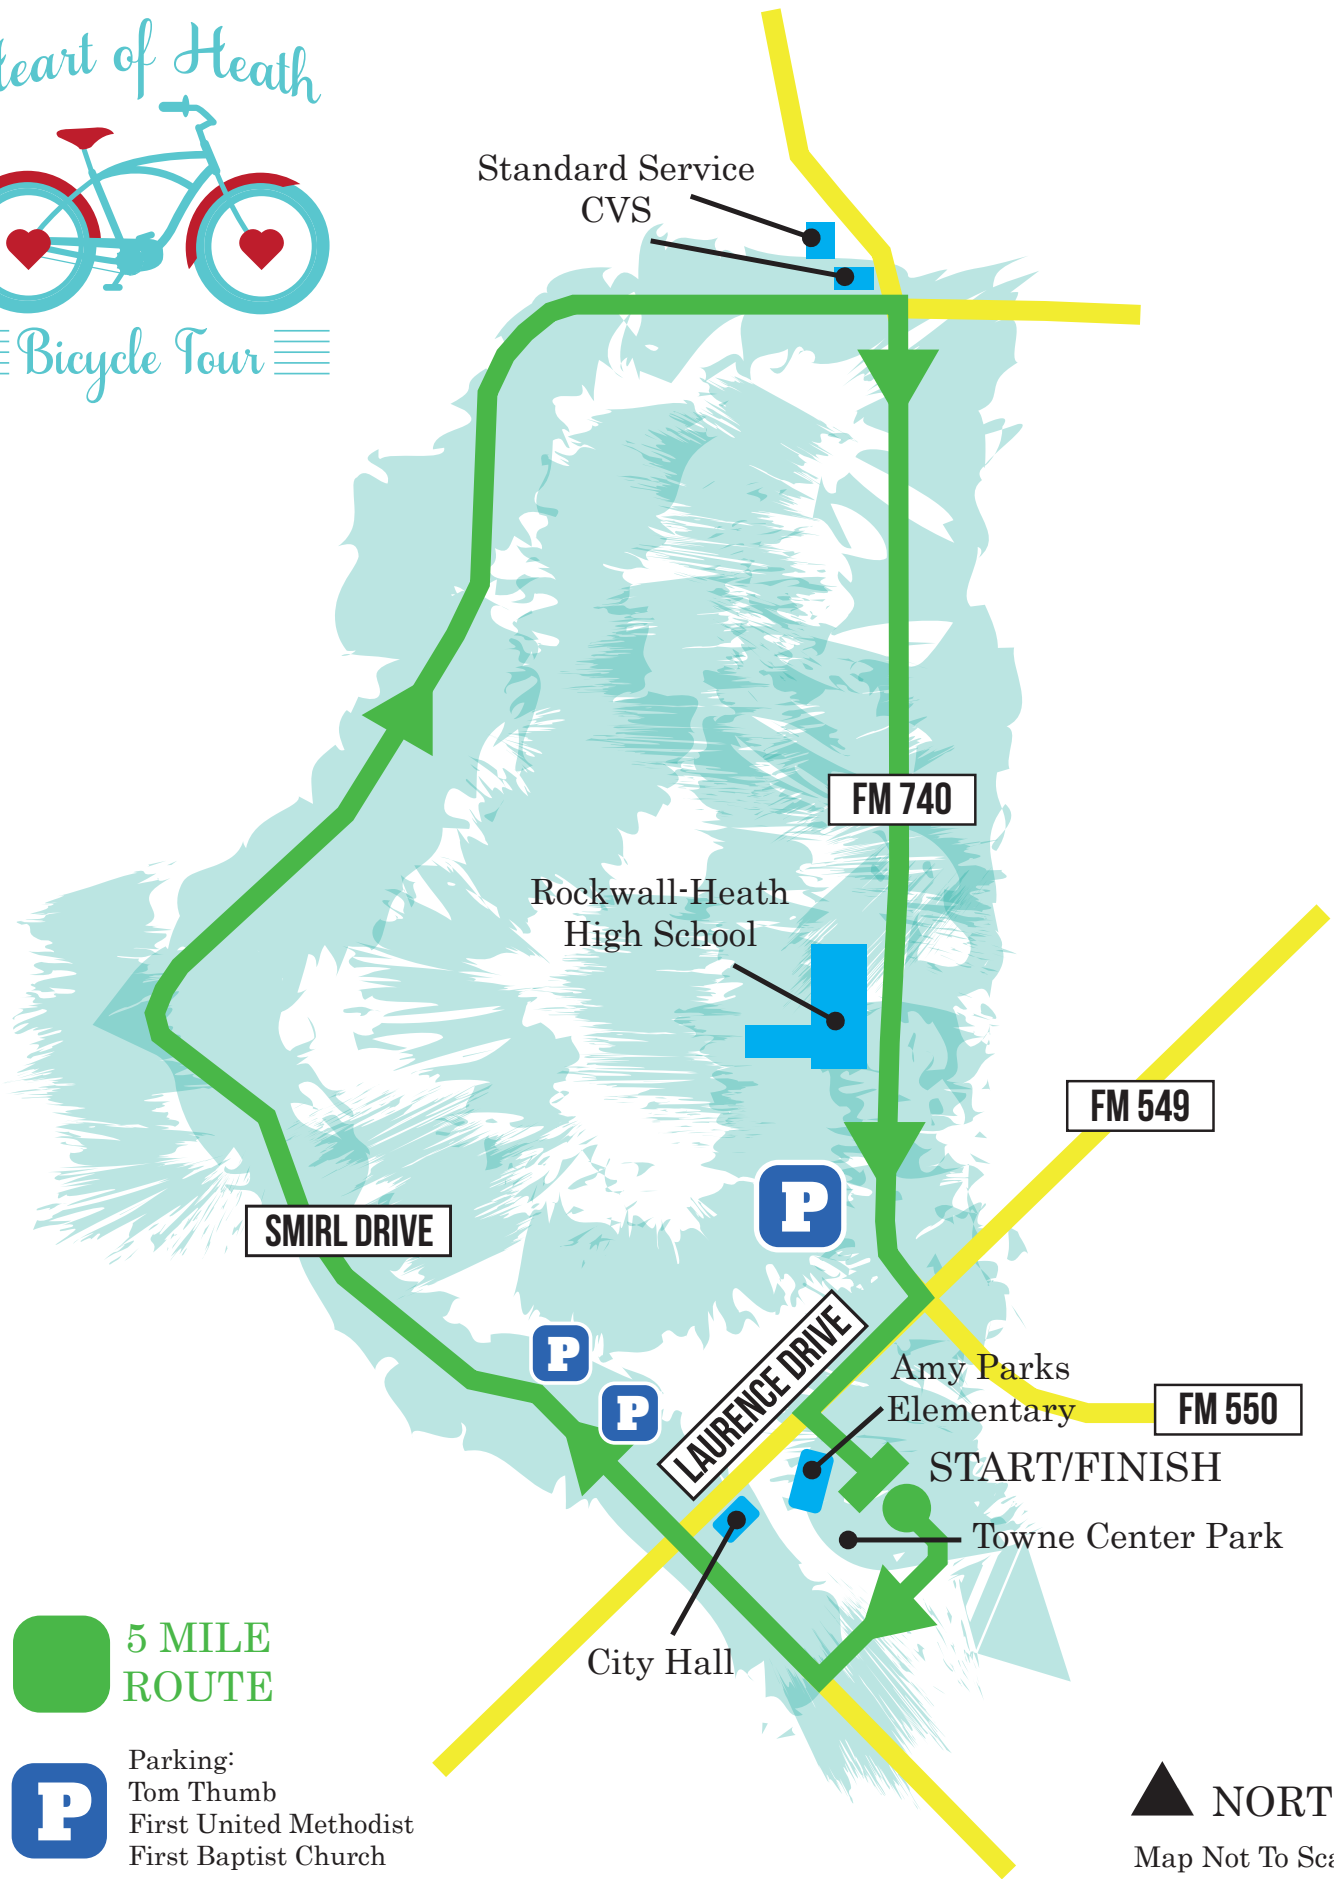 eart of Heath
Bicycle Tour
Standard Service
CVS
FM 740
Rockwall-Heath
High School
FM 549
P
SMIRL DRIVE
LAURENCE DRIVE
P
P
Amy Parks
Elementary
FM 550
START/FINISH
Towne Center Park
City Hall
5 MILE
ROUTE
P
Parking:
Tom Thumb
First United Methodist
First Baptist Church
NORT
Map Not To Sca